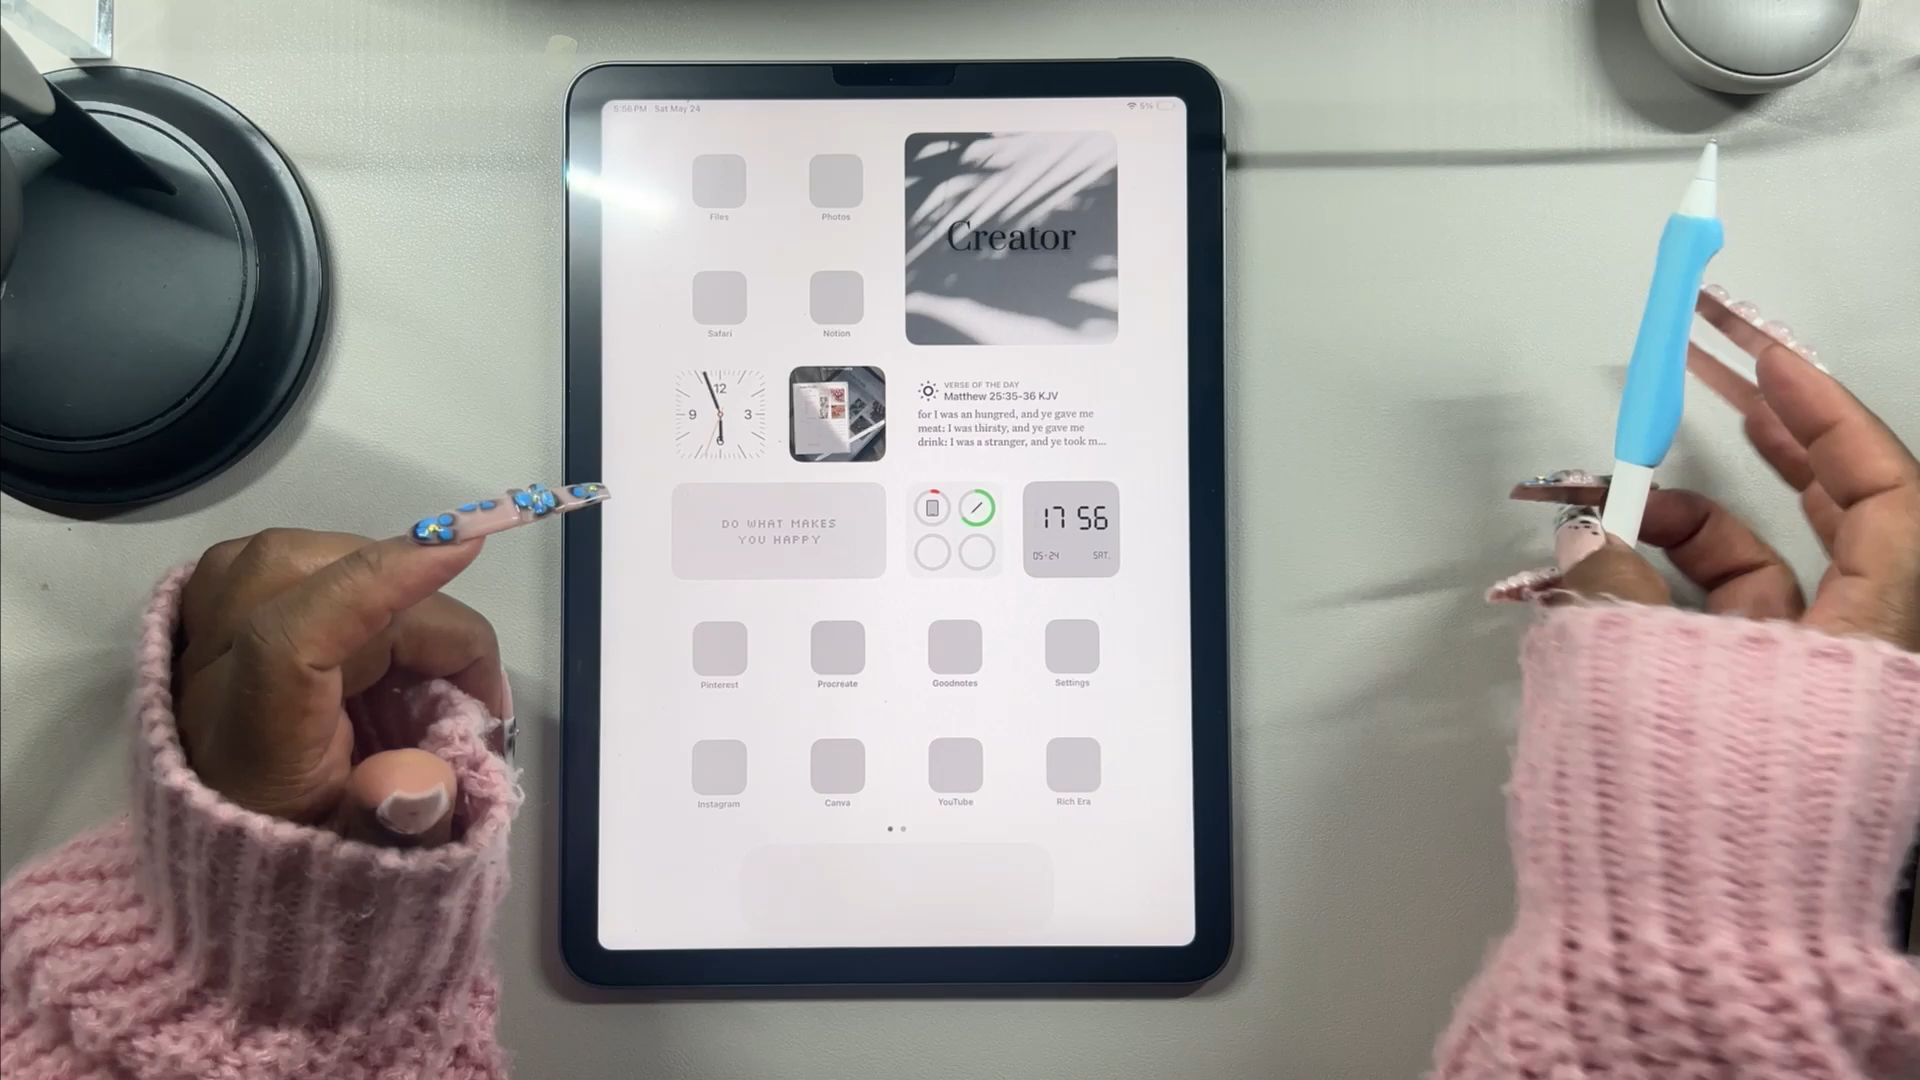 5:56 PM Sat May 24
5%
Files
Photos
Creator
Safari
Notion
12
9
3
6
VERSE OF THE DAY
Matthew 25:35-36 KJV
for I was an hungred, and ye gave me
meat: I was thirsty, and ye gave me
drink: I was a stranger, and ye took m...
DO WHAT MAKES
YOU HAPPY
17 56
05-24
SAT.
Pinterest
Procreate
Goodnotes
Settings
Instagram
Canva
YouTube
Rich Era